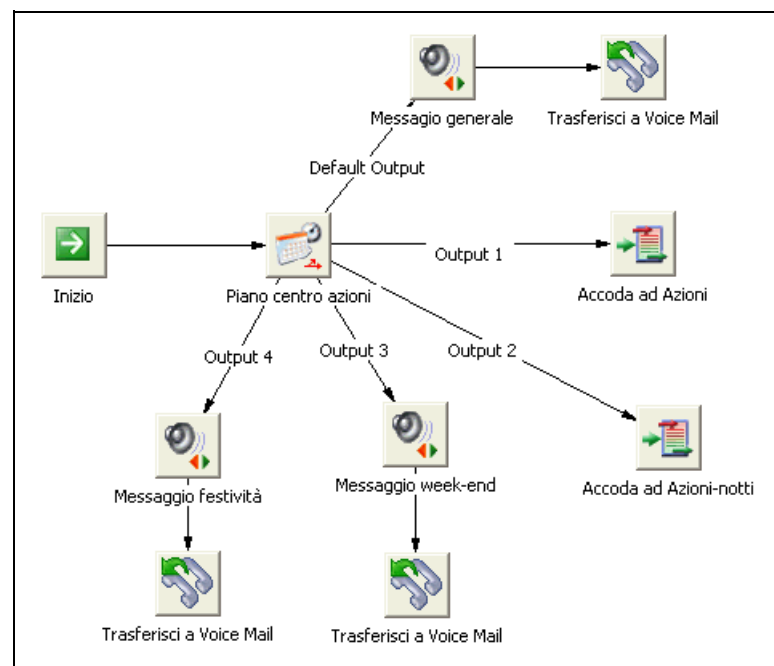 Messagio generale
Trasferisci a Voice Mail
Default Output
Inizio
Piano centro azioni
Output 1
Accoda ad Azioni
Output 4
Output 3
Output 2
Messaggio festività
Messaggio week-end
Accoda ad Azioni-notti
Trasferisci a Voice Mail
Trasferisci a Voice Mail